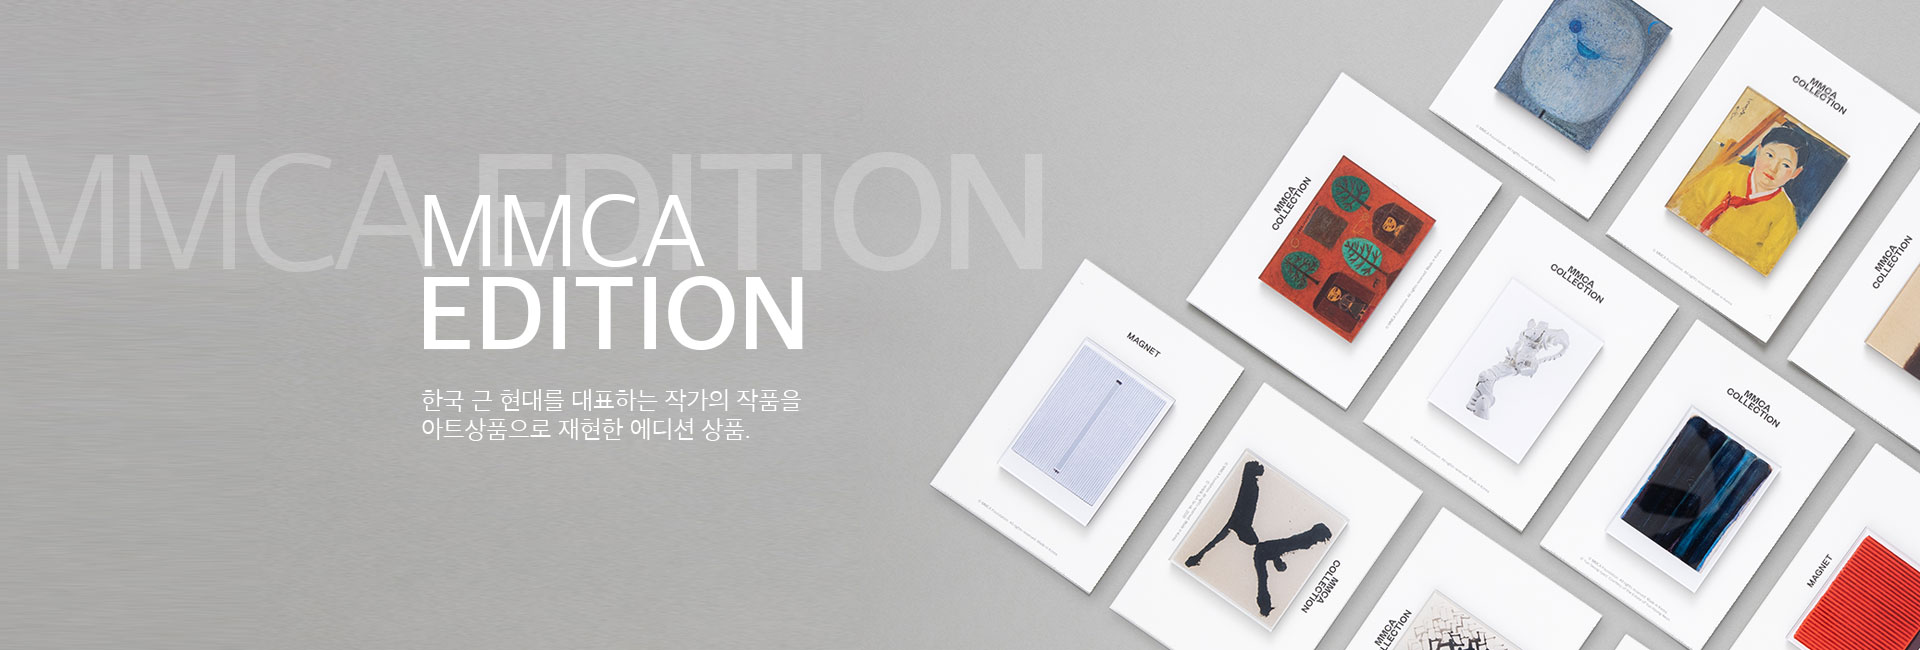 MMCA EDITION
MMCA
EDITION
한국 근 현대를 대표하는 작가의 작품을
아트상품으로 재현한 에디션 상품.
MMCA
COLLECTION
MMCA
COLLECTION
MMCA
COLLECTION
MMCA
COLLECTION
MAGNET
MMCA
COLLECTION
MMCA
COLLECTION
MAGNET
MMCA